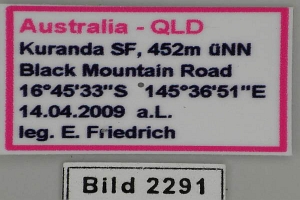 Australia - QLD
Kuranda SF, 452m üNN
Black Mountain Road
16°45'33"S 145°36'51"E
14.04.2009 a.L.
leg. E. Friedrich
Bild 2291